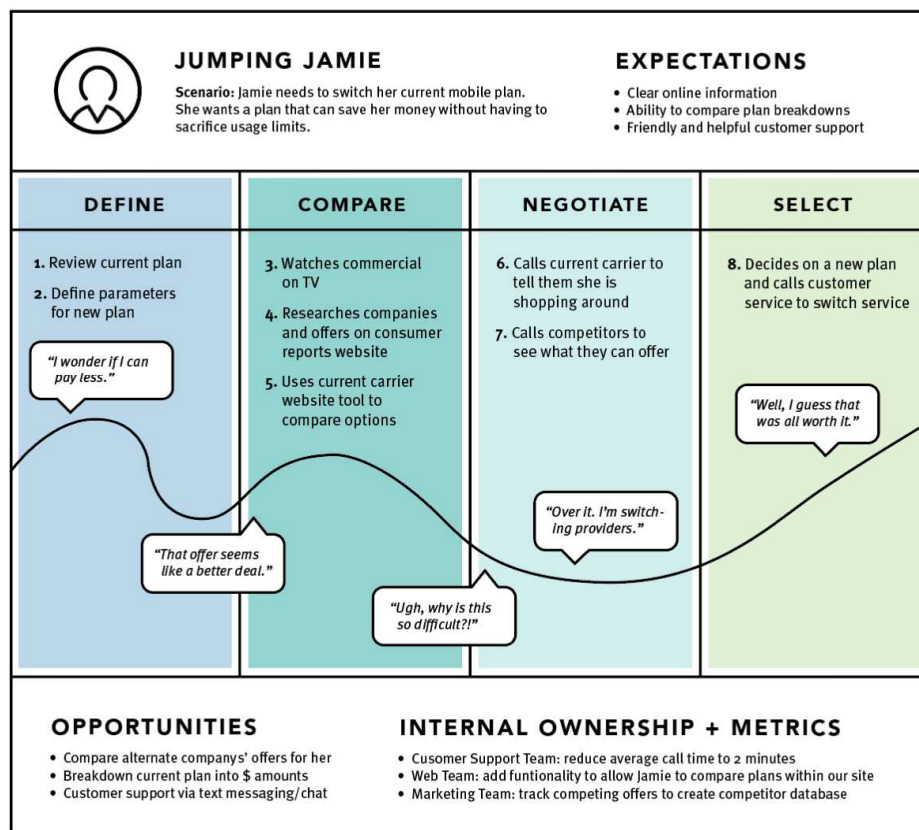 JUMPING JAMIE
Scenario: Jamie needs to switch her current mobile plan.
She wants a plan that can save her money without having to
sacrifice usage limits.
EXPECTATIONS
• Clear online information
• Ability to compare plan breakdowns
• Friendly and helpful customer support
DEFINE
1. Review current plan
2. Define parameters
for new plan
“I wonder if I can
pay less.”
COMPARE
3. Watches commercial
on TV
4. Researches companies
and offers on consumer
reports website
5. Uses current carrier
website tool to
compare options
“That offer seems
like a better deal.”
NEGOTIATE
6. Calls current carrier to
tell them she is
shopping around
7. Calls competitors to
see what they can offer
“Ugh, why is this
so difficult?!”
“Over it. I’m switch-
ing providers.”
SELECT
8. Decides on a new plan
and calls customer
service to switch service
“Well, I guess that
was all worth it.”
OPPORTUNITIES
• Compare alternate companys’ offers for her
• Breakdown current plan into $ amounts
• Customer support via text messaging/chat
INTERNAL OWNERSHIP + METRICS
• Cusomer Support Team: reduce average call time to 2 minutes
• Web Team: add funtionality to allow Jamie to compare plans within our site
• Marketing Team: track competing offers to create competitor database